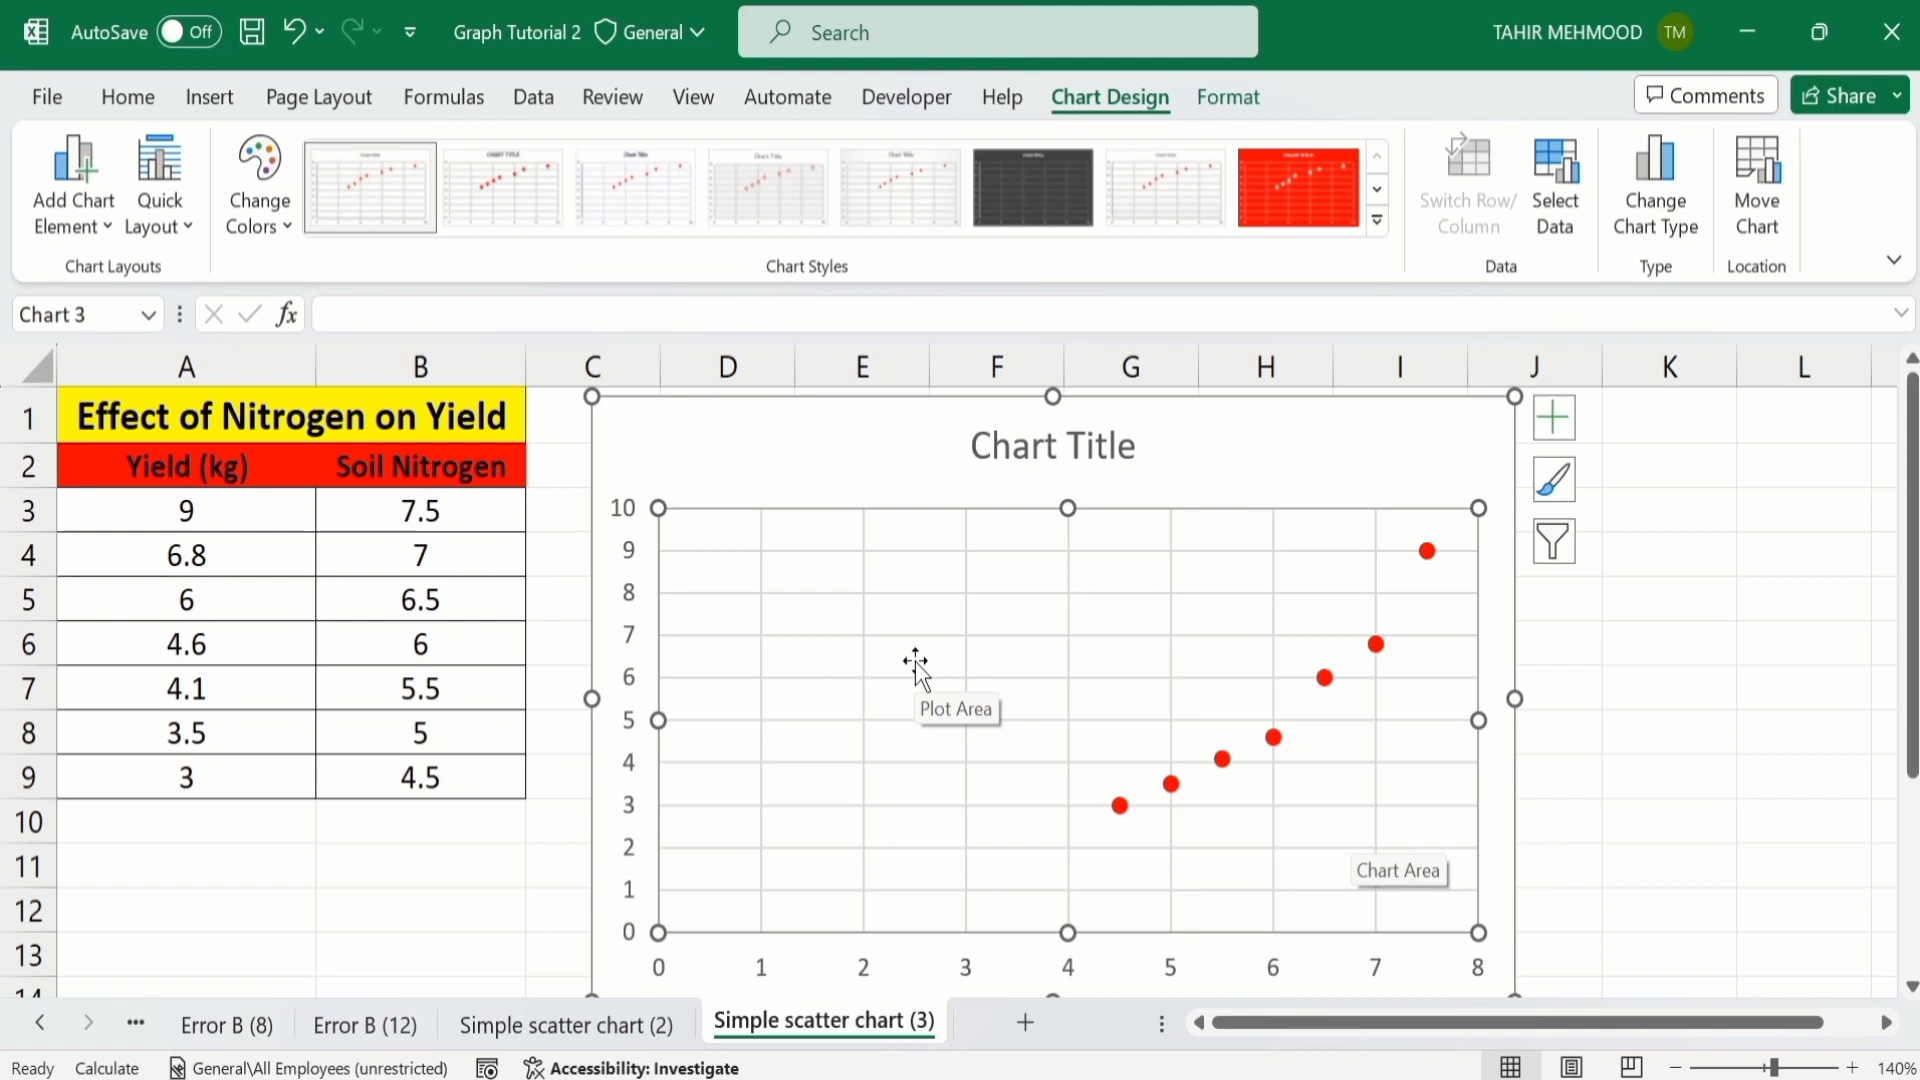 AutoSave Off Graph Tutorial 2 General Search TAHIR MEHMOOD TM
File Home Insert Page Layout Formulas Data Review View Automate Developer Help Chart Design Format Comments Share
Add Chart Element
Quick Layout
Chart Layouts
Change Colors
Chart Styles
Switch Row/ Column
Select Data
Data
Change Chart Type
Type
Move Chart
Location
Chart 3 fx
A B C D E F G H I J K L
1 Effect of Nitrogen on Yield
2 Yield (kg) Soil Nitrogen
3 9 7.5
4 6.8 7
5 6 6.5
6 4.6 6
7 4.1 5.5
8 3.5 5
9 3 4.5
10
11
12
13
14
Chart Title
10
9
8
7
6
5
4
3
2
1
0
0 1 2 3 4 5 6 7 8
Plot Area
Chart Area
Error B (8) Error B (12) Simple scatter chart (2) Simple scatter chart (3)
Ready Calculate General\All Employees (unrestricted) Accessibility: Investigate 140%